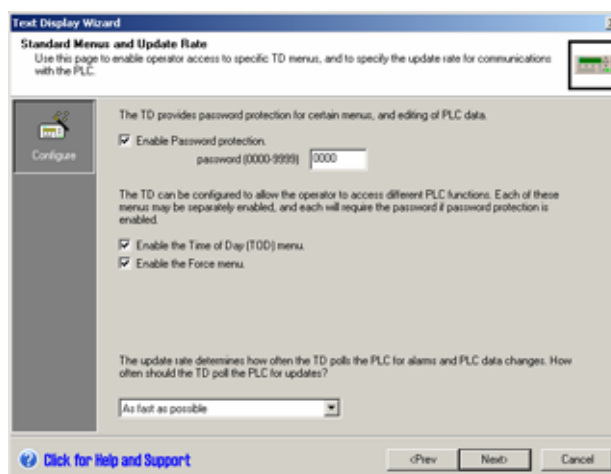 Text Display Wizard
Standard Menus and Update Rate
Use this page to enable operator access to specific TD menus, and to specify the update rate for communications
with the PLC.
Configure
The TD provides password protection for certain menus, and editing of PLC data.
Enable Password protection.
password (0000-9999)
0000
The TD can be configured to allow the operator to access different PLC functions. Each of these
menus may be separately enabled, and each will require the password if password protection is
enabled.
Enable the Time of Day (TOD) menu.
Enable the Force menu.
The update rate determines how often the TD polls the PLC for alarms and PLC data changes. How
often should the TD poll the PLC for updates?
As fast as possible
Click for Help and Support
<Prev
Next>
Cancel